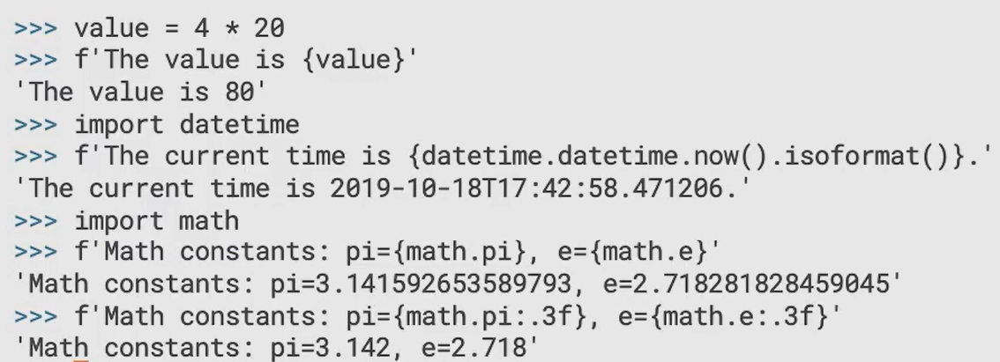 >>> value = 4 * 20
>>> f'The value is {value}'
'The value is 80'
>>> import datetime
>>> f'The current time is {datetime.datetime.now().isoformat()}.'
'The current time is 2019-10-18T17:42:58.471206.'
>>> import math
>>> f'Math constants: pi={math.pi}, e={math.e}'
'Math constants: pi=3.141592653589793, e=2.718281828459045'
>>> f'Math constants: pi={math.pi:.3f}, e={math.e:.3f}'
'Math constants: pi=3.142, e=2.718'